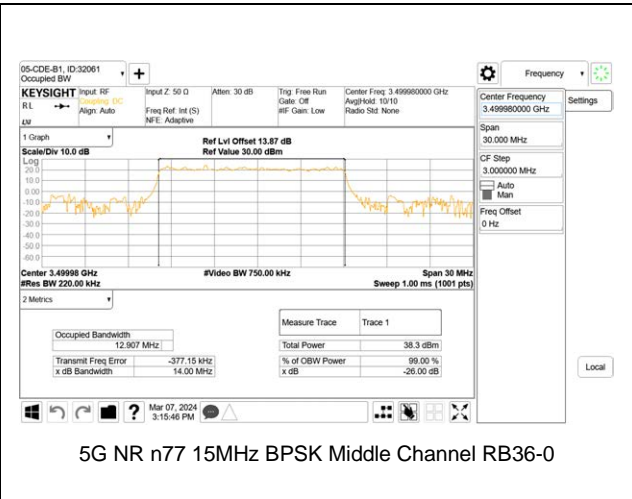 05-CDE-B1, ID:32061
Occupied BW
Frequency
KEYSIGHT
RL
Input: RF
Coupling: DC
Align: Auto
Input Z: 50 Ω
Freq Ref: Int (S)
NFE: Adaptive
Atten: 30 dB
Trig: Free Run
Gate: Off
#IF Gain: Low
Center Freq: 3.499980000 GHz
Avg|Hold: 10/10
Radio Std: None
Center Frequency
3.499980000 GHz
Settings
Span
30.000 MHz
CF Step
3.000000 MHz
Auto
Man
Freq Offset
0 Hz
Local
1 Graph
Scale/Div 10.0 dB
Ref Lvl Offset 13.87 dB
Ref Value 30.00 dBm
Log
20.0
10.0
0.00
-10.0
-20.0
-30.0
-40.0
-50.0
-60.0
Center 3.49998 GHz
#Video BW 750.00 kHz
Span 30 MHz
#Res BW 220.00 kHz
Sweep 1.00 ms (1001 pts)
2 Metrics
Measure Trace
Trace 1
Occupied Bandwidth
12.907 MHz
Total Power
38.3 dBm
Transmit Freq Error
-377.15 kHz
% of OBW Power
99.00 %
x dB Bandwidth
14.00 MHz
x dB
-26.00 dB
?
Mar 07, 2024
3:15:46 PM
5G NR n77 15MHz BPSK Middle Channel RB36-0